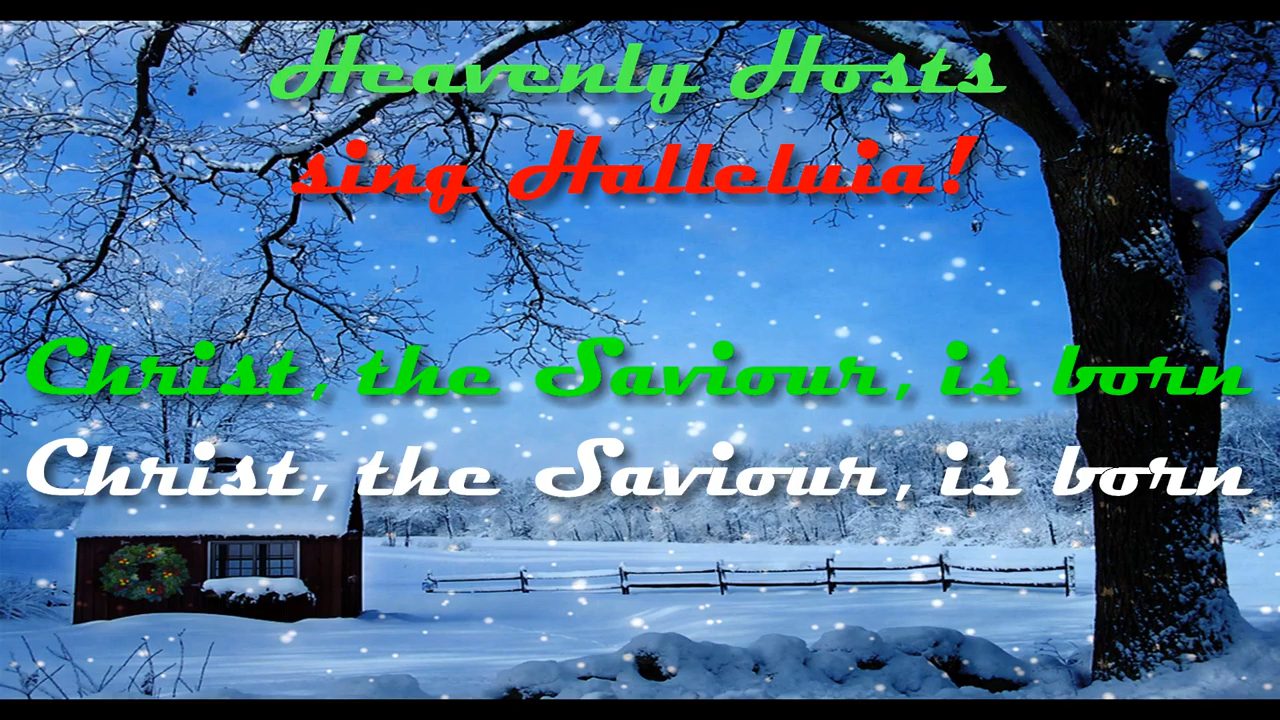 Heavenly Hosts
sing Halleluia!
Christ, the Saviour, is born
Christ, the Saviour, is born